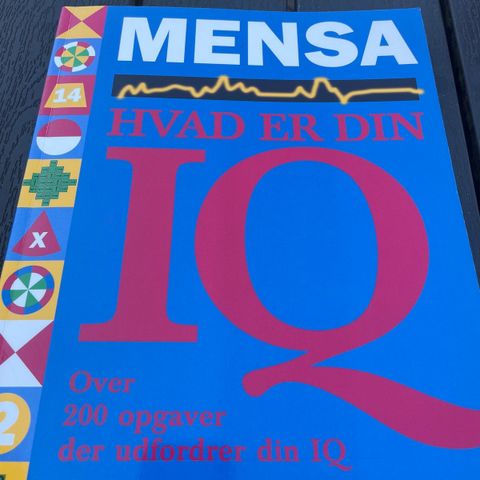 MENSA
HVAD ER DIN
IQ
Over
200 opgaver
der udfordrer din IQ
14
x
2